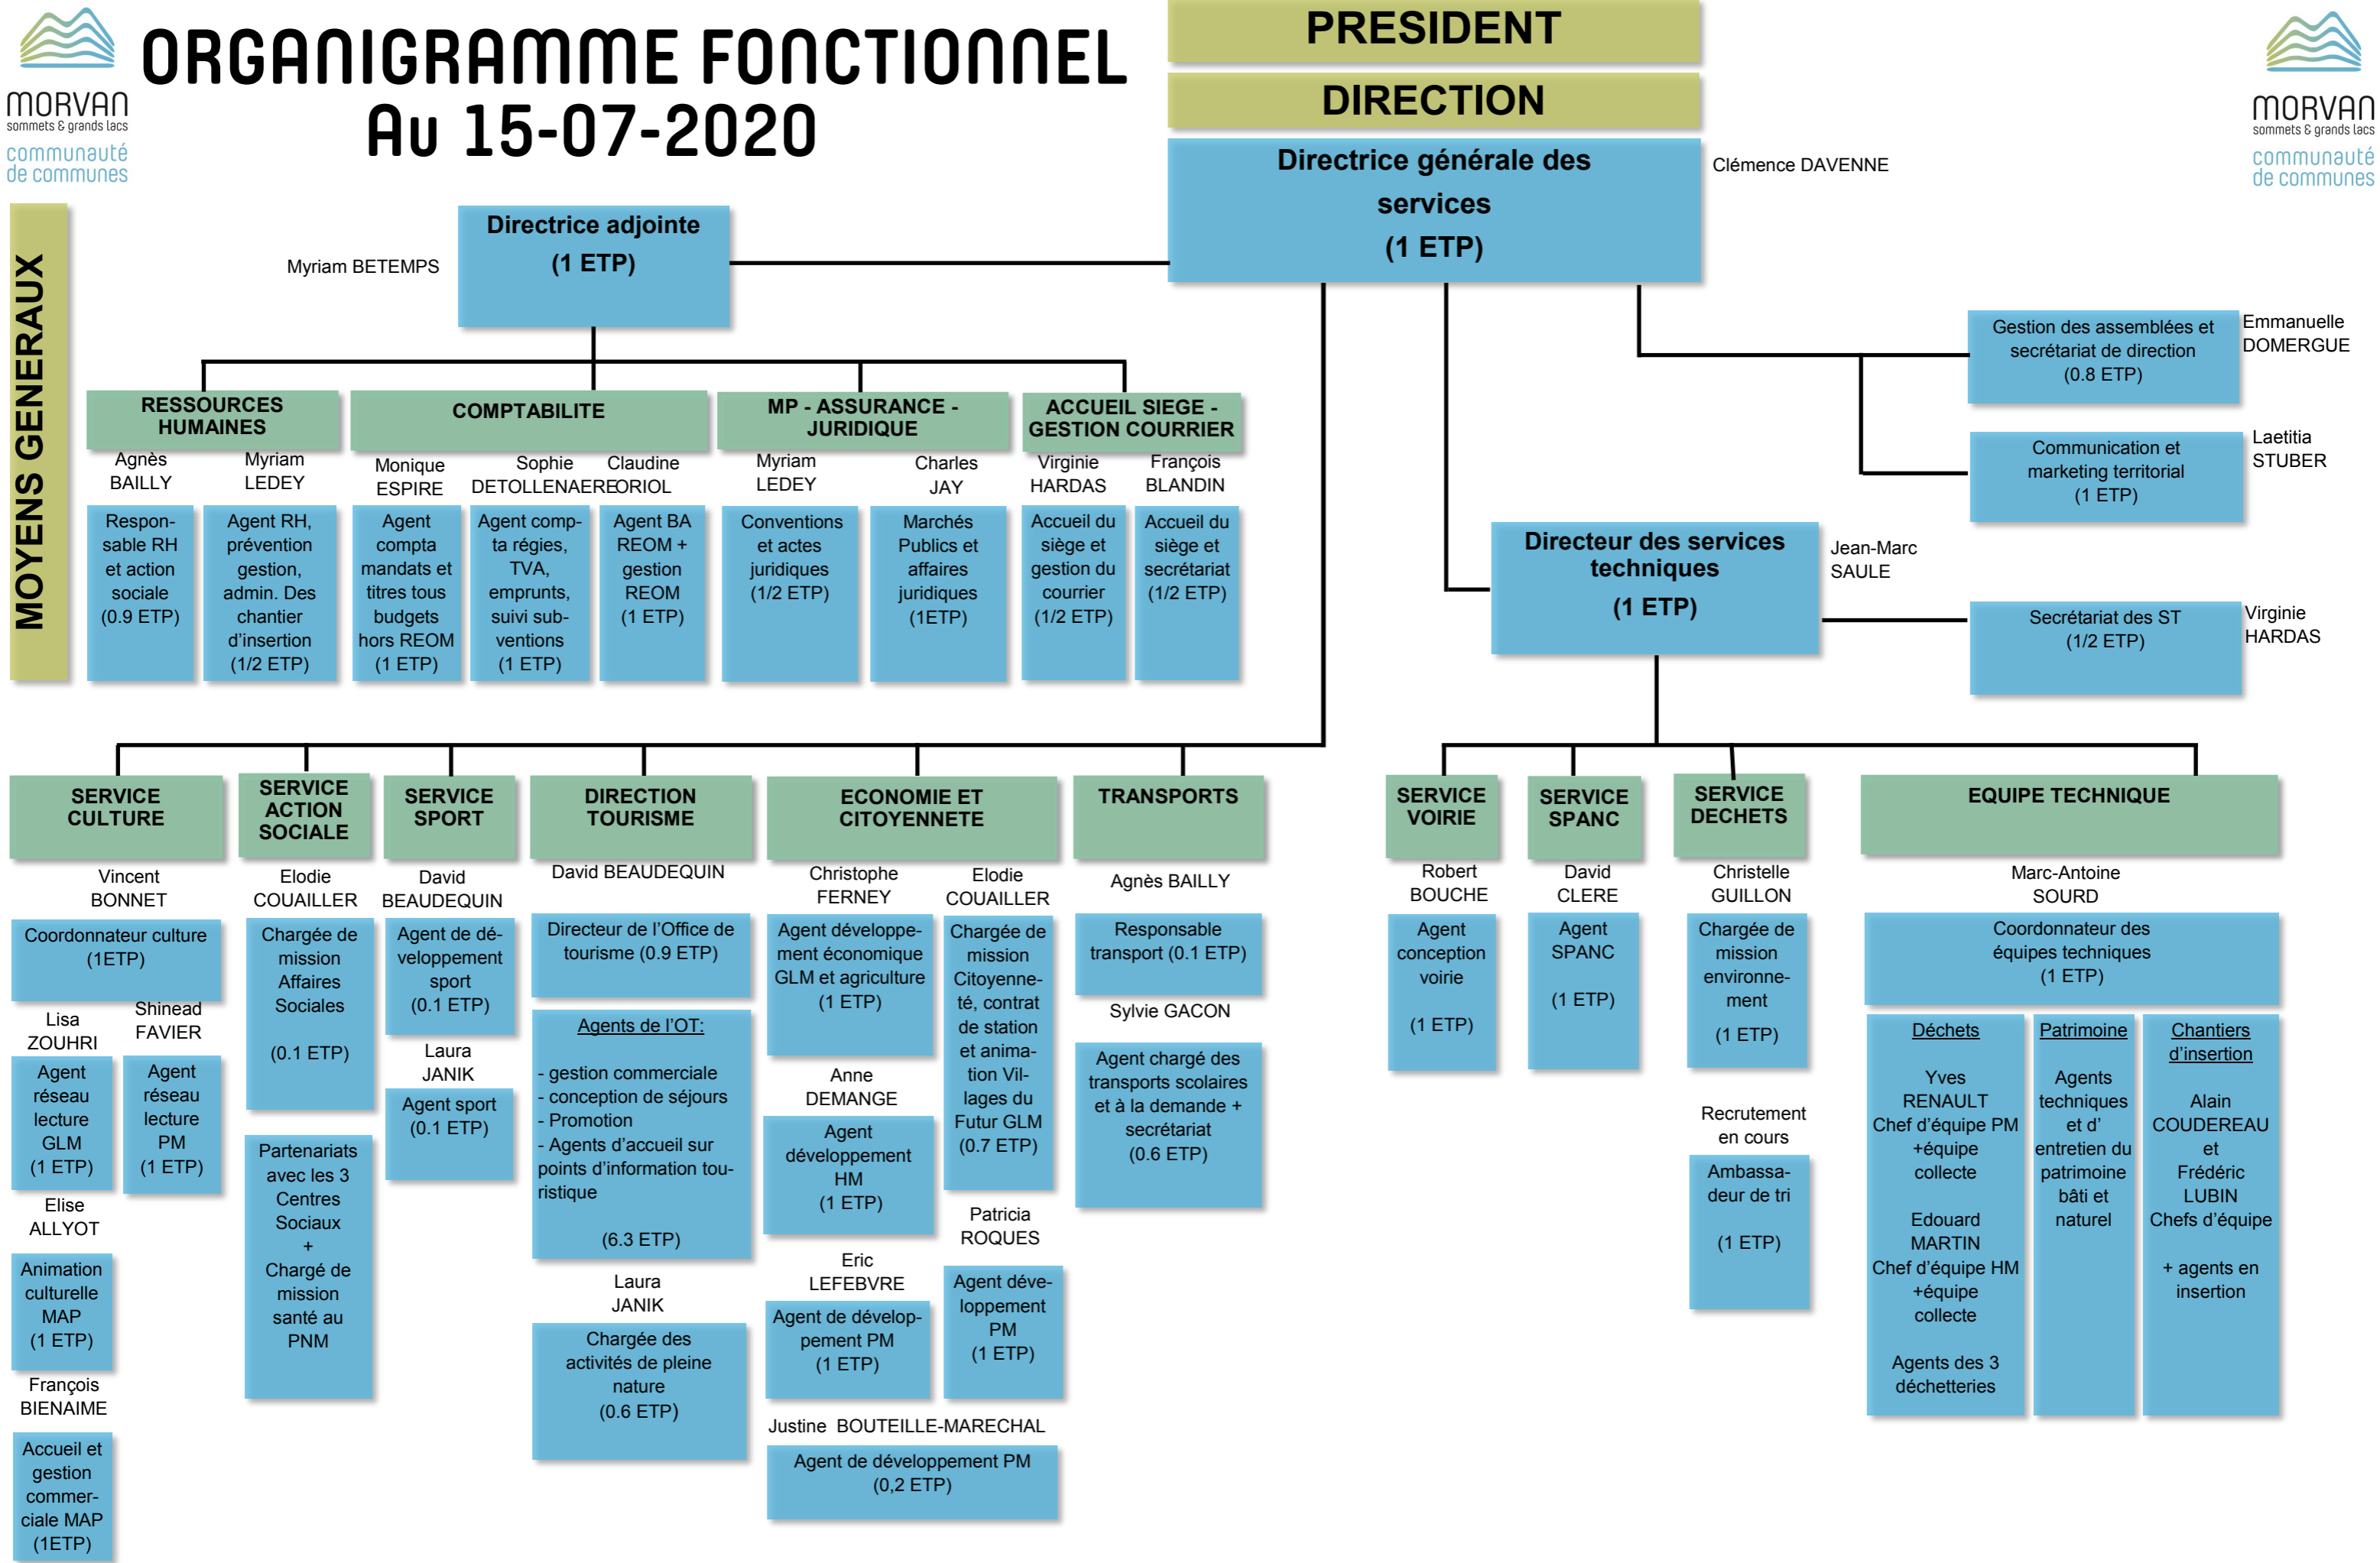 MORVAN
sommets & grands lacs
communauté
de communes
ORGANIGRAMME FONCTIONNEL
Au 15-07-2020
PRESIDENT
DIRECTION
Directrice générale des
services
(1 ETP)
Clémence DAVENNE
MORVAN
sommets & grands lacs
communauté
de communes
MOYENS GENERAUX
Myriam BETEMPS
Directrice adjointe
(1 ETP)
Gestion des assemblées et
secrétariat de direction
(0.8 ETP)
Emmanuelle
DOMERGUE
Communication et
marketing territorial
(1 ETP)
Laetitia
STUBER
RESSOURCES
HUMAINES
Agnès
BAILLY
Respon-
sable RH
et action
sociale
(0.9 ETP)
Myriam
LEDEY
Agent RH,
prévention
gestion,
admin. Des
chantier
d'insertion
(1/2 ETP)
COMPTABILITE
Monique
ESPIRE
Agent
compta
mandats et
titres tous
budgets
hors REOM
(1 ETP)
Sophie
DETOLLENAERE
Agent comp-
ta régies,
TVA,
emprunts,
suivi sub-
ventions
(1 ETP)
Claudine
ORIOL
Agent BA
REOM +
gestion
REOM
(1 ETP)
MP - ASSURANCE -
JURIDIQUE
Myriam
LEDEY
Conventions
et actes
juridiques
(1/2 ETP)
Charles
JAY
Marchés
Publics et
affaires
juridiques
(1ETP)
ACCUEIL SIEGE -
GESTION COURRIER
Virginie
HARDAS
Accueil du
siège et
gestion du
courrier
(1/2 ETP)
François
BLANDIN
Accueil du
siège et
secrétariat
(1/2 ETP)
Directeur des services
techniques
(1 ETP)
Jean-Marc
SAULE
Secrétariat des ST
(1/2 ETP)
Virginie
HARDAS
SERVICE
CULTURE
Vincent
BONNET
Coordonnateur culture
(1ETP)
Lisa
ZOUHRI
Agent
réseau
lecture
GLM
(1 ETP)
Shinead
FAVIER
Agent
réseau
lecture
PM
(1 ETP)
Elise
ALLYOT
Animation
culturelle
MAP
(1 ETP)
François
BIENAIME
Accueil et
gestion
commer-
ciale MAP
(1ETP)
SERVICE
ACTION
SOCIALE
Elodie
COUAILLER
Chargée de
mission
Affaires
Sociales
(0.1 ETP)
Partenariats
avec les 3
Centres
Sociaux
+
Chargé de
mission
santé au
PNM
SERVICE
SPORT
David
BEAUDEQUIN
Agent de dé-
veloppement
sport
(0.1 ETP)
Laura
JANIK
Agent sport
(0.1 ETP)
DIRECTION
TOURISME
David BEAUDEQUIN
Directeur de l'Office de
tourisme (0.9 ETP)
Agents de l'OT:
- gestion commerciale
- conception de séjours
- Promotion
- Agents d'accueil sur
points d'information tou-
ristique
(6.3 ETP)
Laura
JANIK
Chargée des
activités de pleine
nature
(0.6 ETP)
ECONOMIE ET
CITOYENNETE
Christophe
FERNEY
Agent développe-
ment économique
GLM et agriculture
(1 ETP)
Anne
DEMANGE
Agent
développement
HM
(1 ETP)
Eric
LEFEBVRE
Agent de dévelop-
pement PM
(1 ETP)
Elodie
COUAILLER
Chargée de
mission
Citoyenne-
té, contrat
de station
et anima-
tion Vil-
lages du
Futur GLM
(0.7 ETP)
Patricia
ROQUES
Agent déve-
loppement
PM
(1 ETP)
Justine BOUTEILLE-MARECHAL
Agent de développement PM
(0,2 ETP)
TRANSPORTS
Agnès BAILLY
Responsable
transport (0.1 ETP)
Sylvie GACON
Agent chargé des
transports scolaires
et à la demande +
secrétariat
(0.6 ETP)
SERVICE
VOIRIE
Robert
BOUCHE
Agent
conception
voirie
(1 ETP)
SERVICE
SPANC
David
CLERE
Agent
SPANC
(1 ETP)
SERVICE
DECHETS
Christelle
GUILLON
Chargée de
mission
environne-
ment
(1 ETP)
Recrutement
en cours
Ambassa-
deur de tri
(1 ETP)
EQUIPE TECHNIQUE
Marc-Antoine
SOURD
Coordonnateur des
équipes techniques
(1 ETP)
Déchets
Yves
RENAULT
Chef d'équipe PM
+équipe
collecte
Edouard
MARTIN
Chef d'équipe HM
+équipe
collecte
Agents des 3
déchetteries
Patrimoine
Agents
techniques
et d'
entretien du
patrimoine
bâti et
naturel
Chantiers
d'insertion
Alain
COUDEREAU
et
Frédéric
LUBIN
Chefs d'équipe
+ agents en
insertion